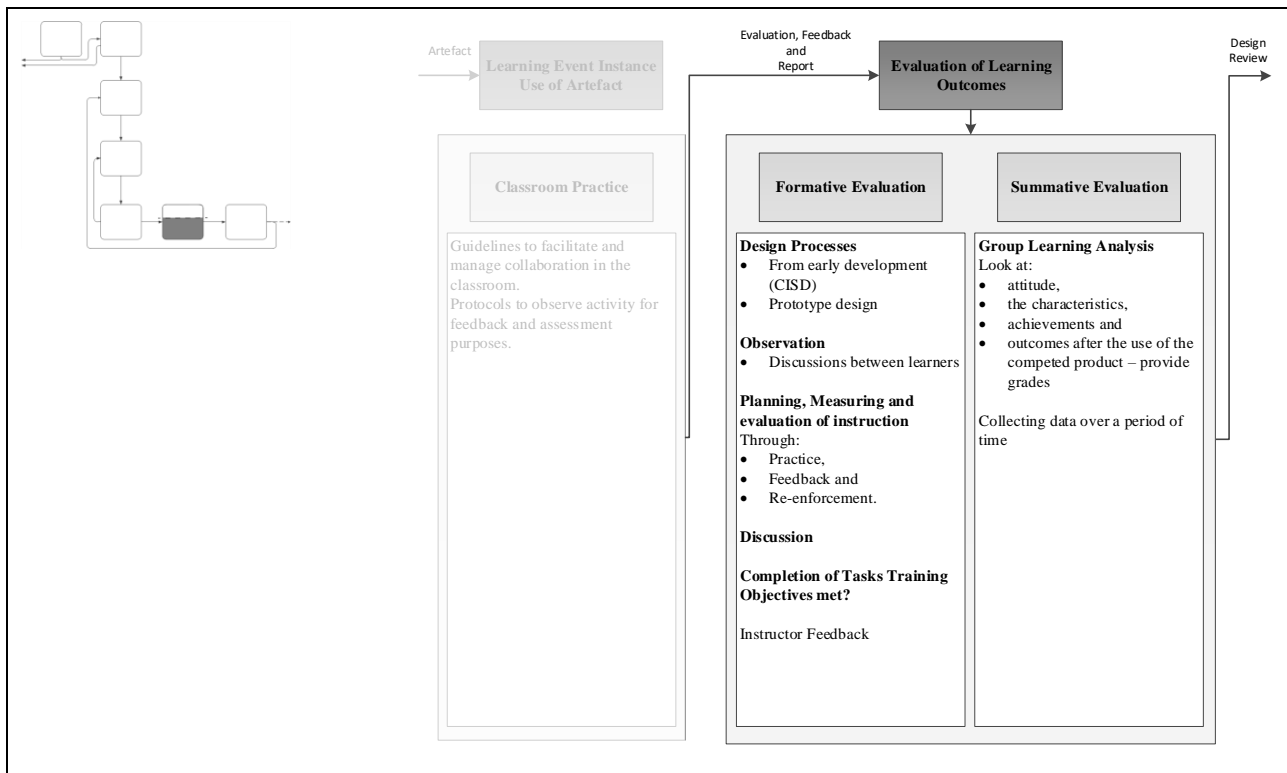 Artefact
Learning Event Instance
Use of Artefact
Classroom Practice
Guidelines to facilitate and
manage collaboration in the
classroom.
Protocols to observe activity for
feedback and assessment
purposes.
Evaluation, Feedback
and
Report
Evaluation of Learning
Outcomes
Design
Review
Formative Evaluation
Design Processes
• From early development
(CISD)
• Prototype design
Observation
• Discussions between learners
Planning, Measuring and
evaluation of instruction
Through:
• Practice,
• Feedback and
• Re-enforcement.
Discussion
Completion of Tasks Training
Objectives met?
Instructor Feedback
Summative Evaluation
Group Learning Analysis
Look at:
• attitude,
• the characteristics,
• achievements and
• outcomes after the use of the
competed product – provide
grades
Collecting data over a period of
time